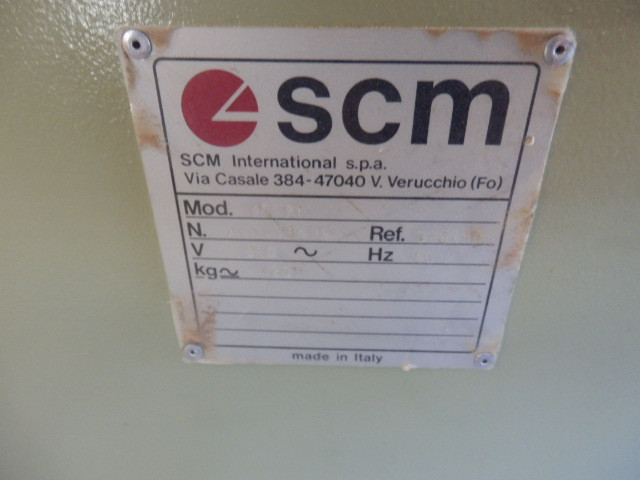 scm
SCM International s.p.a.
Via Casale 384-47040 V. Verucchio (Fo)
Mod.
N. Ref.
V ~ Hz
kg≃
made in Italy